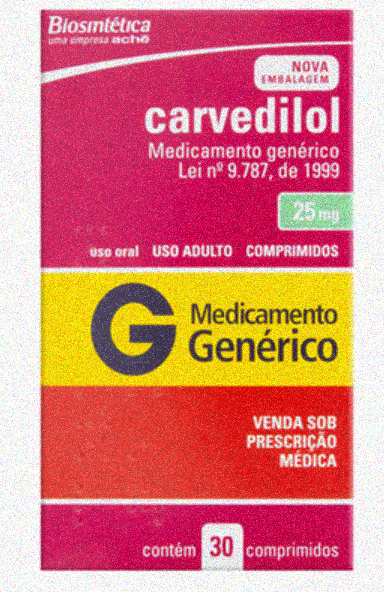 Biosintética
uma empresa achē
NOVA
EMBALAGEM
carvedilol
Medicamento genérico
Lei nº 9.787, de 1999
25 mg
uso oral USO ADULTO COMPRIMIDOS
G Medicamento
Genérico
VENDA SOB
PRESCRIÇÃO
MÉDICA
contém 30 comprimidos